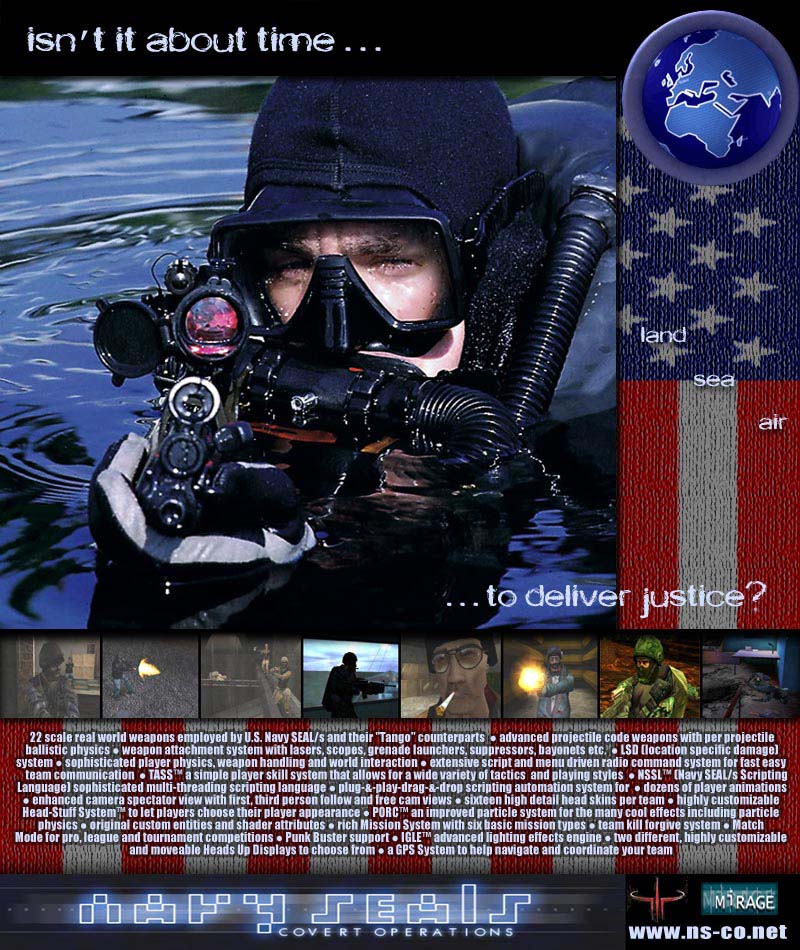 isn't it about time . . .
land
sea
air
. . . to deliver justice?
22 scale real world weapons employed by U.S. Navy SEAL/s and their "Tango" counterparts ● advanced projectile code weapons with per projectile
ballistic physics ● weapon attachment system with lasers, scopes, grenade launchers, suppressors, bayonets etc. ● LSD (location specific damage)
system ● sophisticated player physics, weapon handling and world interaction ● extensive script and menu driven radio command system for fast easy
team communication ● TASS™ a simple player skill system that allows for a wide variety of tactics and playing styles ● NSSL™ (Navy SEAL/s Scripting
Language) sophisticated multi-threading scripting language ● plug-&-play-drag-&-drop scripting automation system for ● dozens of player animations
● enhanced camera spectator view with first, third person follow and free cam views ● sixteen high detail head skins per team ● highly customizable
Head-Stuff System™ to let players choose their player appearance ● PORC™ an improved particle system for the many cool effects including particle
physics ● original custom entities and shader attributes ● rich Mission System with six basic mission types ● team kill forgive system ● Match
Mode for pro, league and tournament competitions ● Punk Buster support ● IGLE™ advanced lighting effects engine ● two different, highly customizable
and moveable Heads Up Displays to choose from ● a GPS System to help navigate and coordinate your team
navy seals
COVERT OPERATIONS
MiRAGE
www.ns-co.net